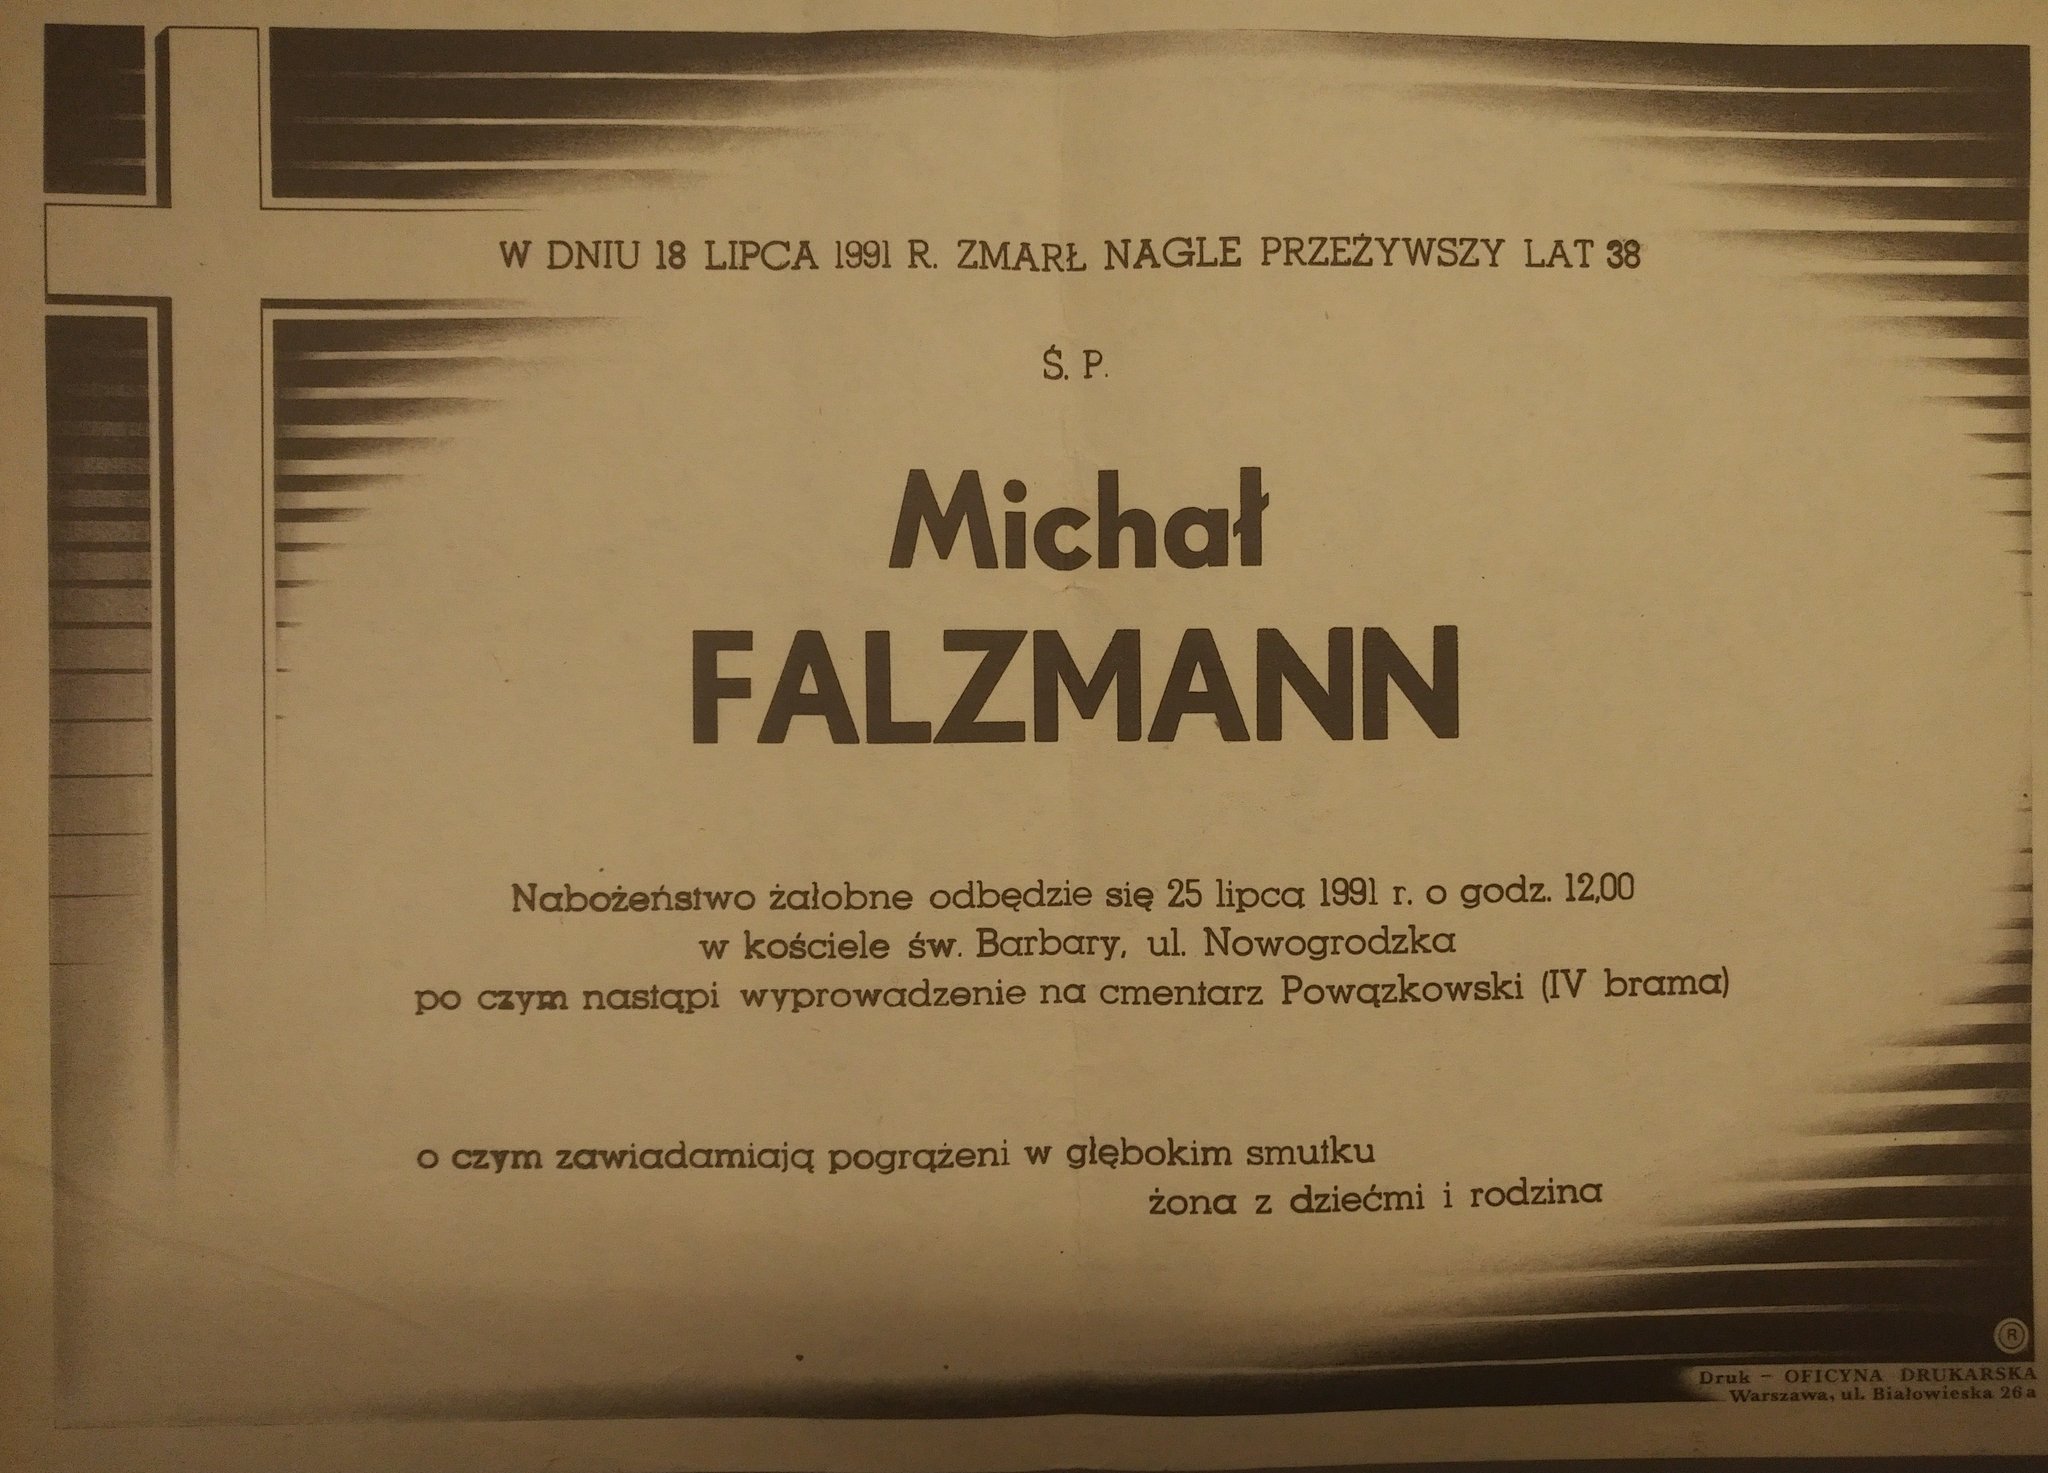 W DNIU 18 LIPCA 1991 R. ZMARŁ NAGLE PRZEŻYWSZY LAT 38
Ś. P.
Michał
FALZMANN
Nabożeństwo żałobne odbędzie się 25 lipca 1991 r. o godz. 12,00
w kościele św. Barbary, ul. Nowogrodzka
po czym nastąpi wyprowadzenie na cmentarz Powązkowski (IV brama)
o czym zawiadamiają pogrążeni w głębokim smutku
żona z dziećmi i rodzina
®
Druk – OFICYNA DRUKARSKA
Warszawa, ul. Białowieska 26a